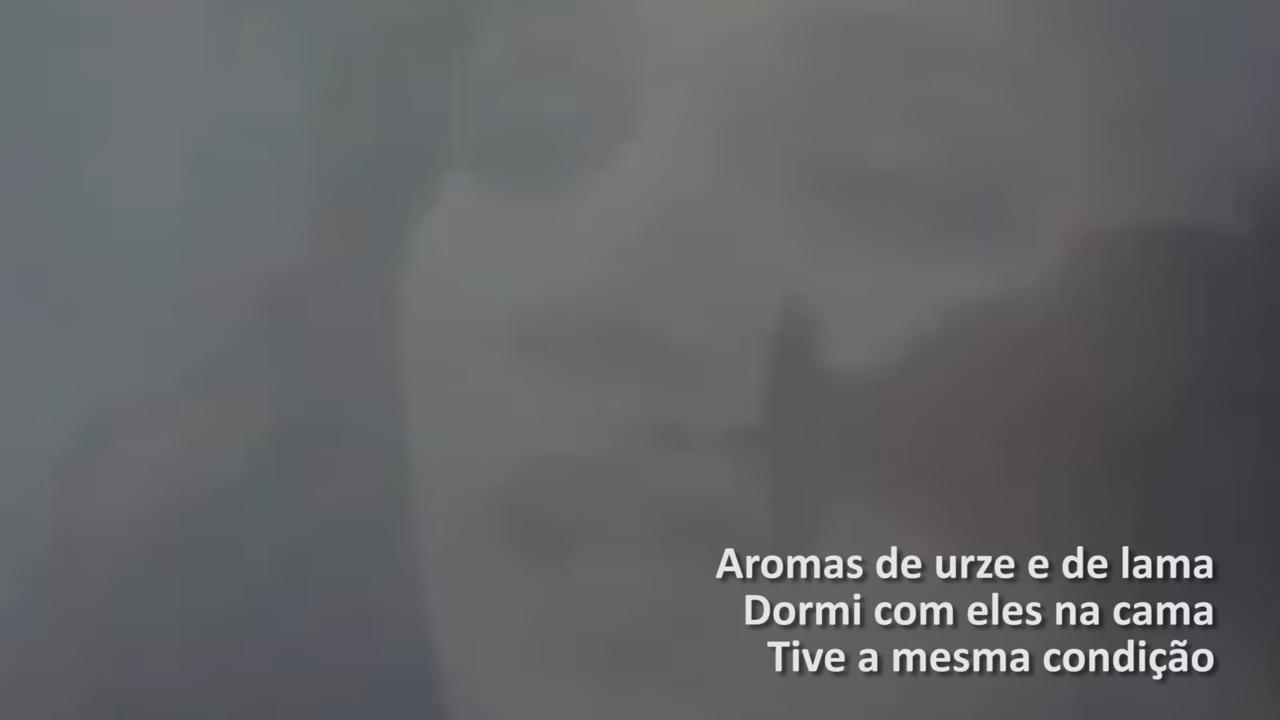 Aromas de urze e de lama
Dormi com eles na cama
Tive a mesma condição